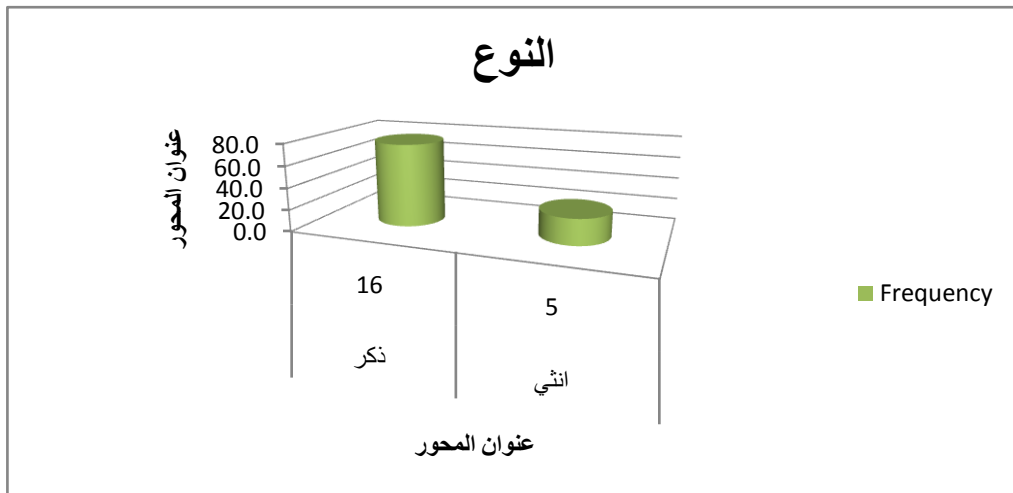 النوع
عنوان المحور
80.0
60.0
40.0
20.0
0.0
16
5
ذكر
انثي
عنوان المحور
Frequency